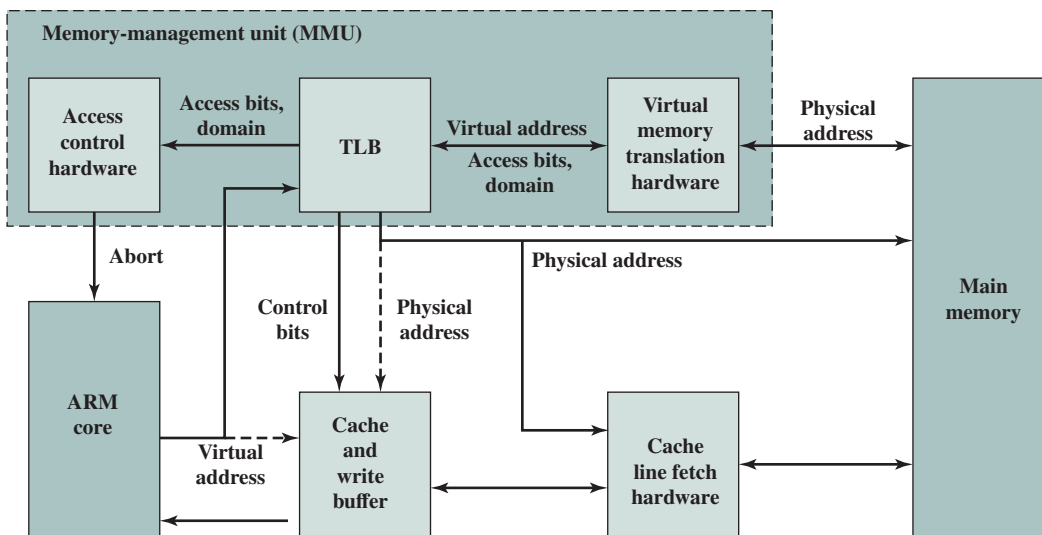 Memory-management unit (MMU)
Access
control
hardware
Access bits,
domain
TLB
Virtual address
Access bits,
domain
Virtual
memory
translation
hardware
Physical
address
Abort
Control
bits
Physical
address
Physical address
Main
memory
ARM
core
Virtual
address
Cache
and
write
buffer
Cache
line fetch
hardware